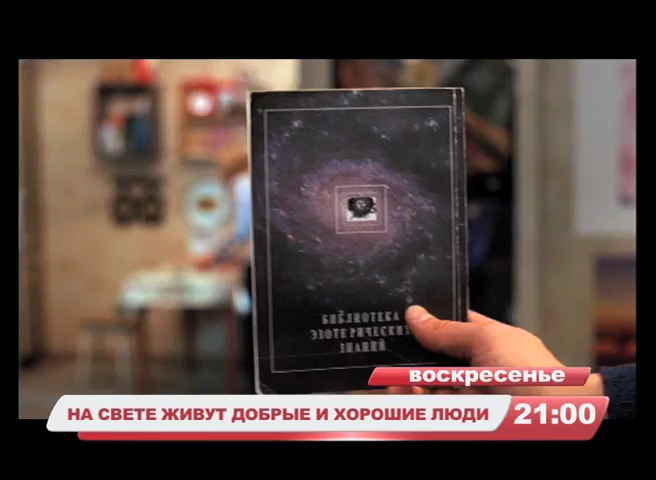 БИБЛИОТЕКА
ЭЗОТЕРИЧЕСКИХ
ЗНАНИЙ
воскресенье
НА СВЕТЕ ЖИВУТ ДОБРЫЕ И ХОРОШИЕ ЛЮДИ 21:00